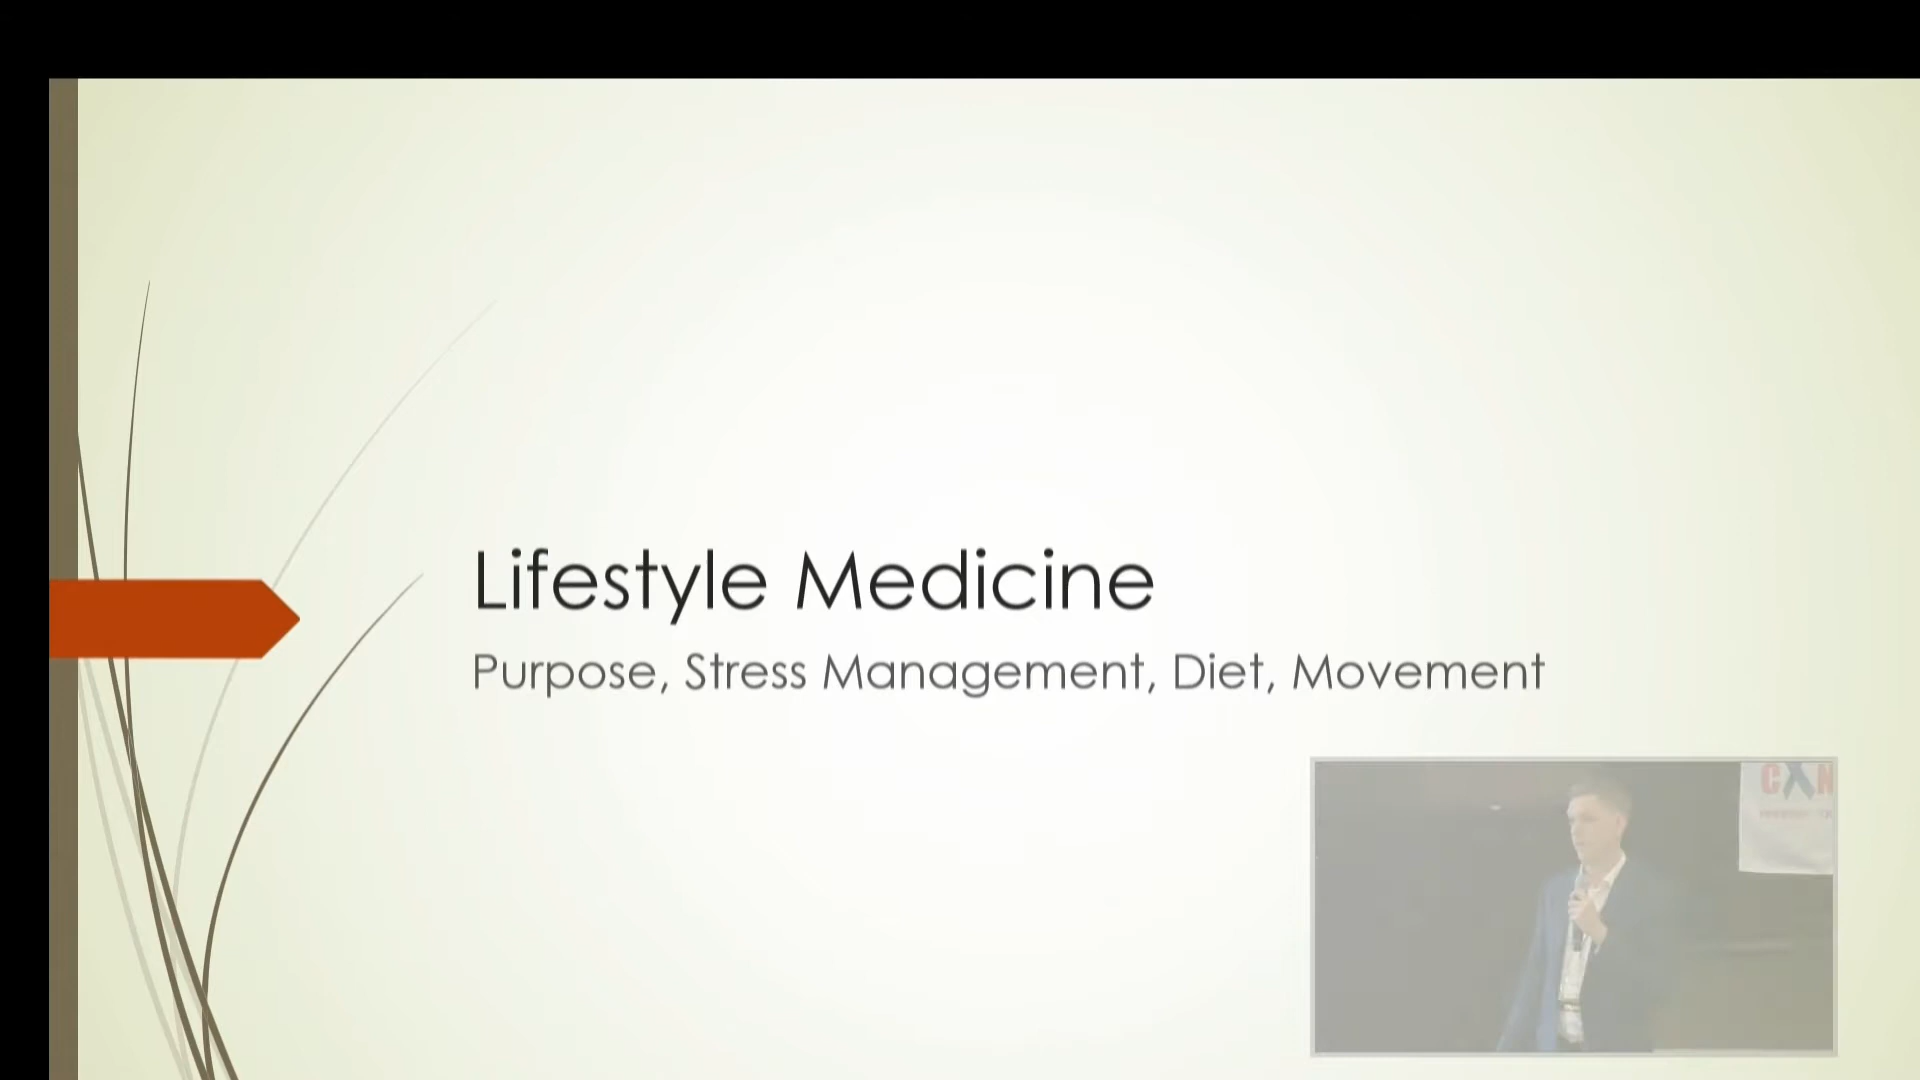 Lifestyle Medicine
Purpose, Stress Management, Diet, Movement